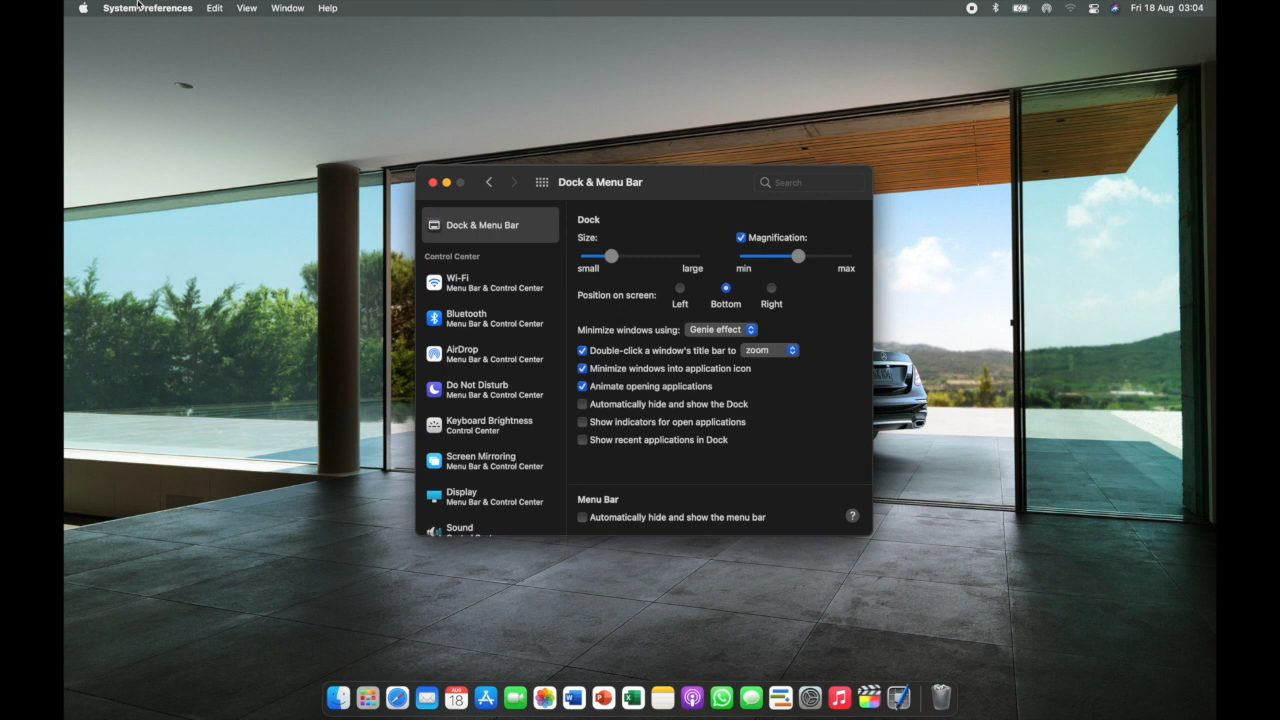 System Preferences Edit View Window Help Fri 18 Aug 03:04
Dock & Menu Bar Search
Dock & Menu Bar
Control Center
Wi-Fi
Menu Bar & Control Center
Bluetooth
Menu Bar & Control Center
AirDrop
Menu Bar & Control Center
Do Not Disturb
Menu Bar & Control Center
Keyboard Brightness
Control Center
Screen Mirroring
Menu Bar & Control Center
Display
Menu Bar & Control Center
Sound
Dock
Size: Magnification:
small large min max
Position on screen: Left Bottom Right
Minimize windows using: Genie effect
Double-click a window's title bar to zoom
Minimize windows into application icon
Animate opening applications
Automatically hide and show the Dock
Show indicators for open applications
Show recent applications in Dock
Menu Bar
Automatically hide and show the menu bar ?
AUG
18
W
P
X